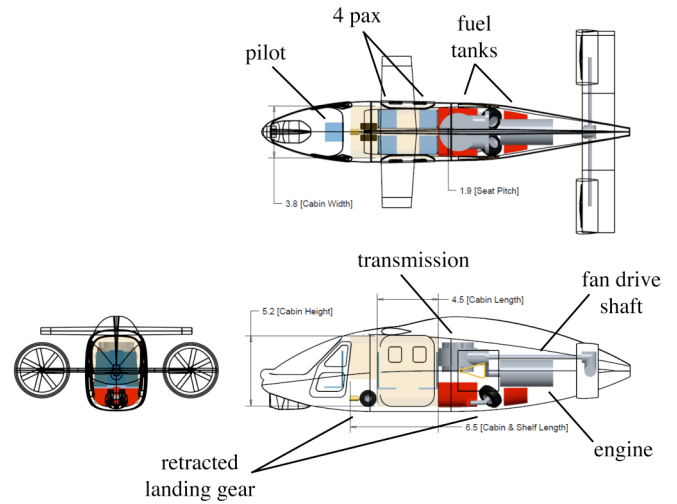 4 pax
fuel
tanks
pilot
3.8 [Cabin Width]
1.9 [Seat Pitch]
transmission
fan drive
shaft
5.2 [Cabin Height]
4.5 [Cabin Length]
6.5 [Cabin & Shelf Length]
engine
retracted
landing gear